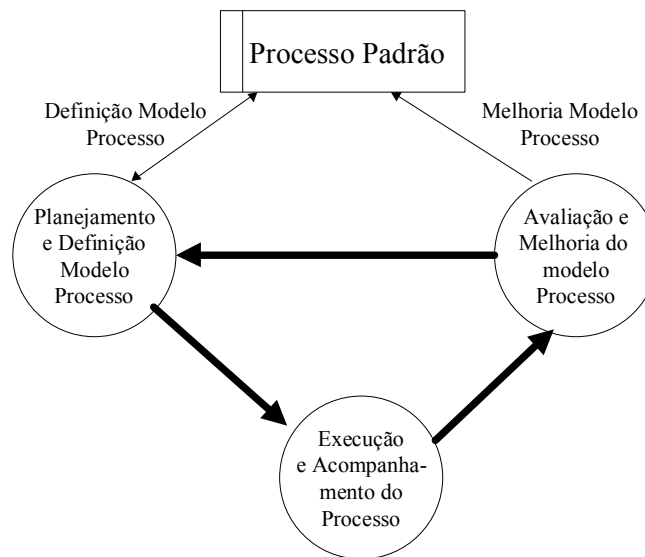 Processo Padrão
Definição Modelo
Processo
Melhoria Modelo
Processo
Planejamento
e Definição
Modelo
Processo
Avaliação e
Melhoria do
modelo
Processo
Execução
e Acompanha-
mento do
Processo